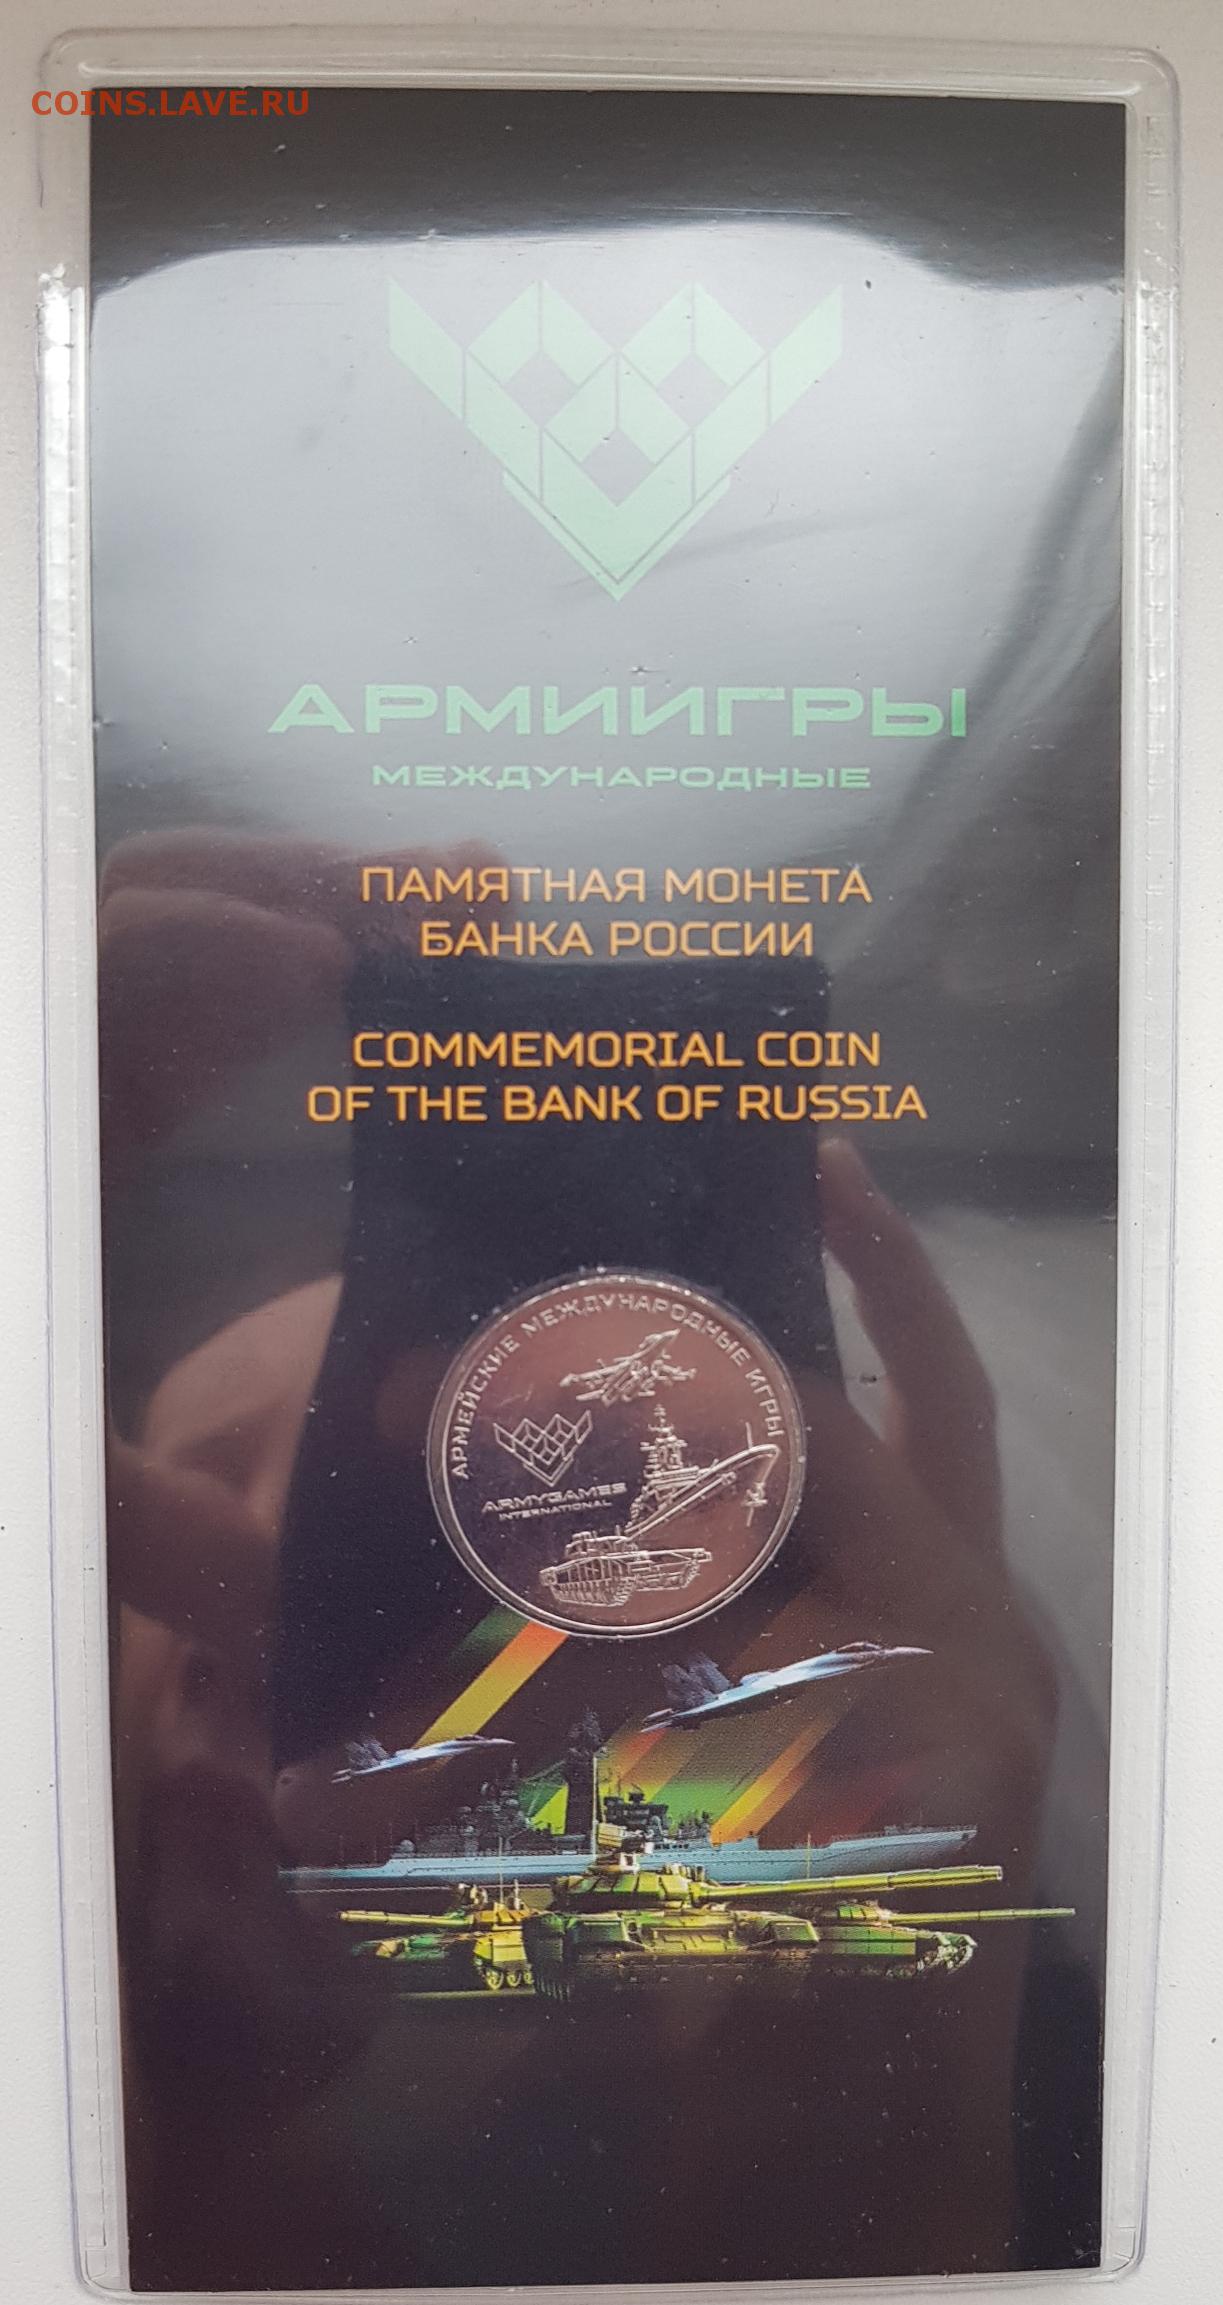 COINS.LAVE.RU
АРМИИГРЫ
МЕЖДУНАРОДНЫЕ
ПАМЯТНАЯ МОНЕТА
БАНКА РОССИИ
COMMEMORIAL COIN
OF THE BANK OF RUSSIA
АРМЕЙСКИЕ МЕЖДУНАРОДНЫЕ ИГРЫ
ARMYGAMES
INTERNATIONAL